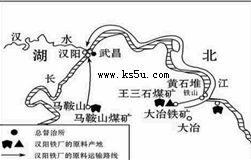 汉水
湖北
汉阳 武昌
www.ks5u.com
黄石堆
王三石煤矿
铁山
长江
马鞍山
马鞍山煤矿
大冶铁矿
大冶
总督治所
汉阳铁厂的原料产地
汉阳铁厂的原料运输路线